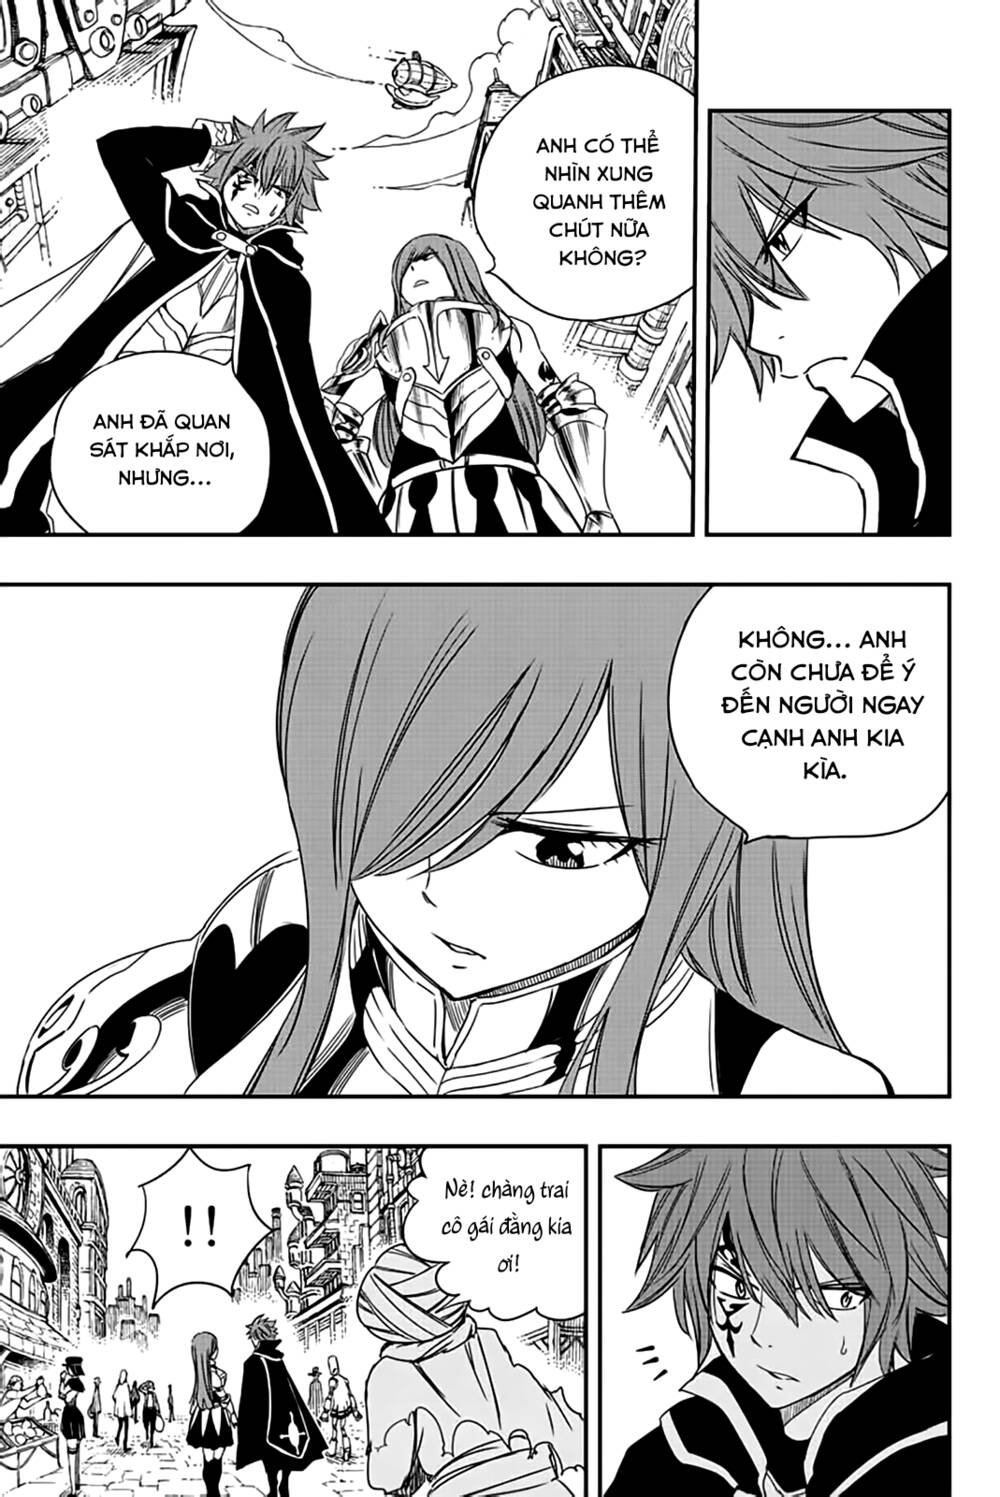 ANH CÓ THỂ
NHÌN XUNG
QUANH THÊM
CHÚT NỮA
KHÔNG?
ANH ĐÃ QUAN
SÁT KHẮP NƠI,
NHƯNG...
KHÔNG... ANH
CÒN CHƯA ĐỂ Ý
ĐẾN NGƯỜI NGAY
CẠNH ANH KIA
KÌA.
Nè! chàng trai
cô gái đằng kia
ơi!
!!